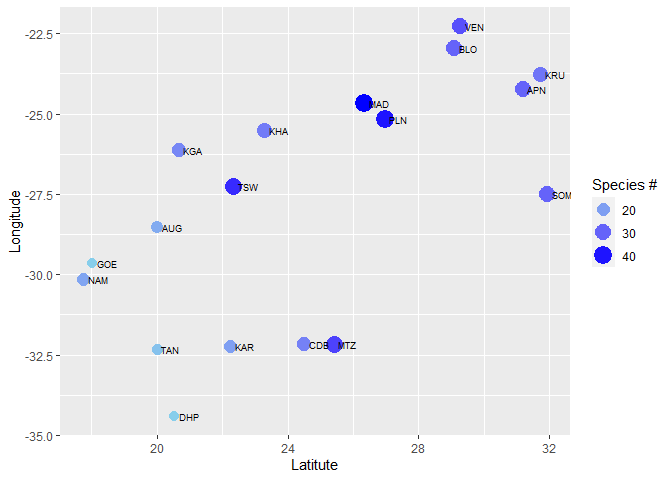 -22.5
-25.0
-27.5
-30.0
-32.5
-35.0
Longitude
VEN
BLO
KRU
APN
MAD
PLN
KHA
KGA
TSW
SOM
AUG
GOE
NAM
TAN
KAR
CDB
MTZ
DHP
20
24
28
32
Latitute
Species #
20
30
40